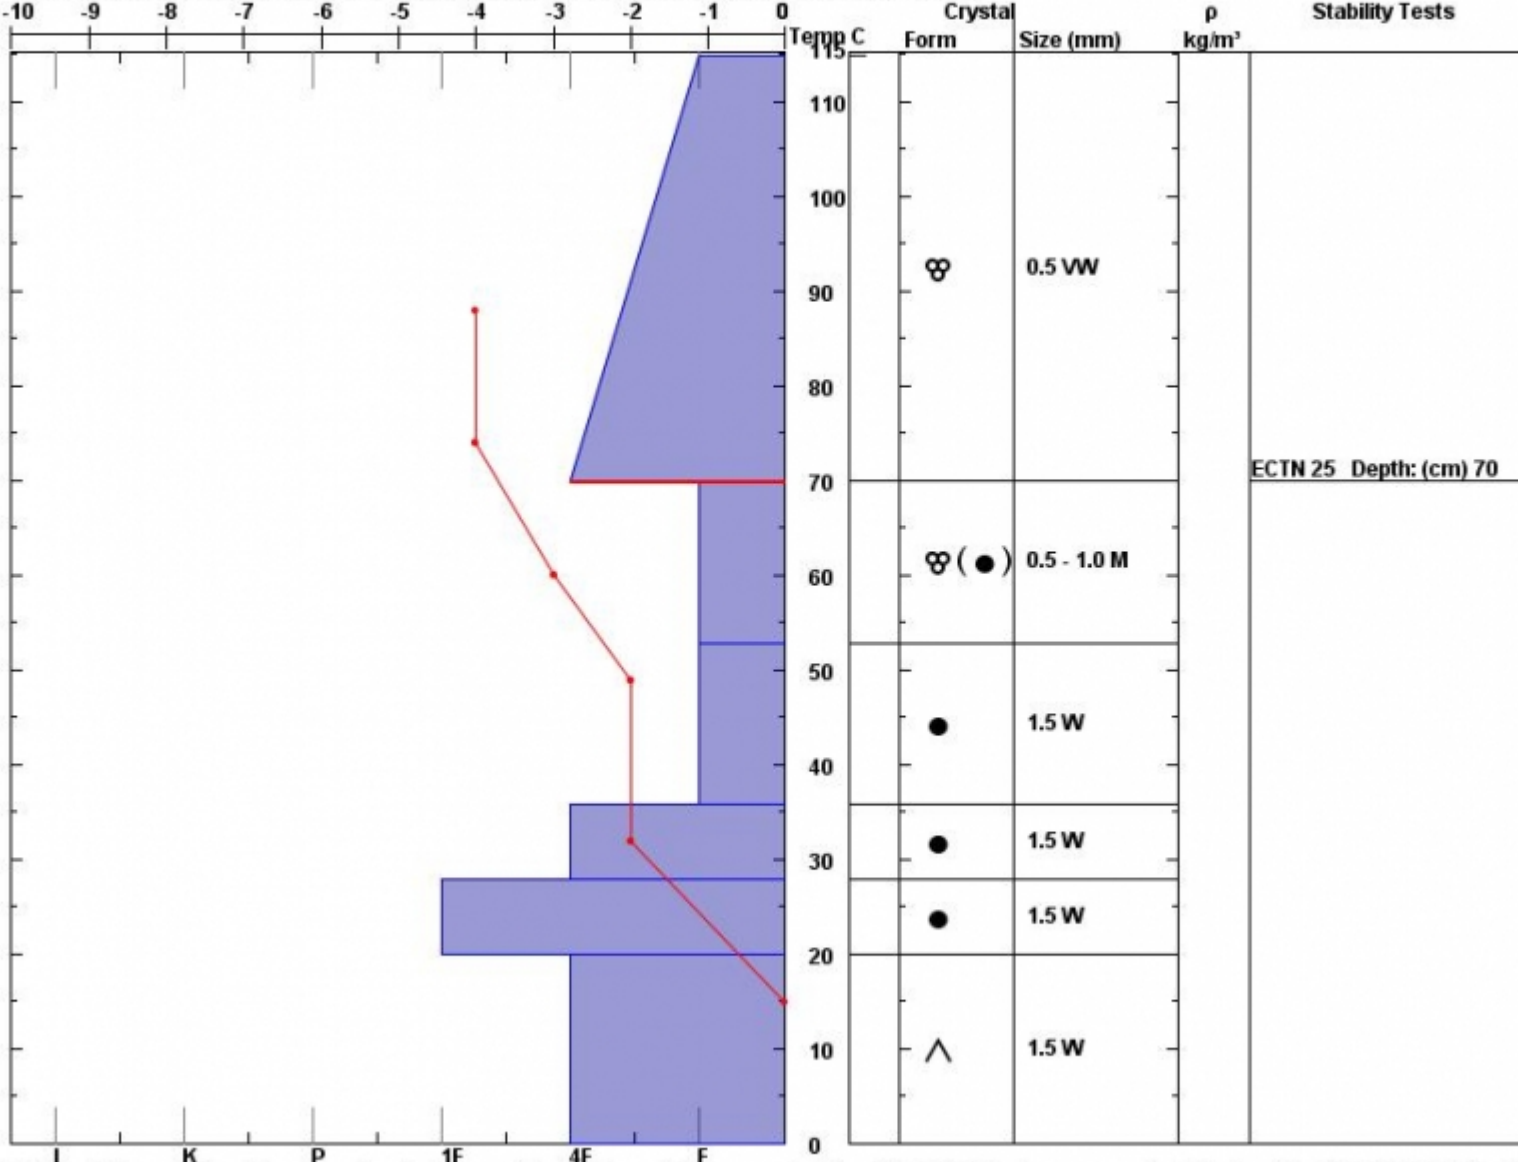 -10 -9 -8 -7 -6 -5 -4 -3 -2 -1 0
Crystal ρ Stability Tests
Temp C Form Size (mm) kg/m³
115
110
100
0.5 VW
90
80
ECTN 25 Depth: (cm) 70
70
( ) 0.5 - 1.0 M
60
50
1.5 W
40
1.5 W
30
1.5 W
20
1.5 W
10
0
I K P 1F 4F F